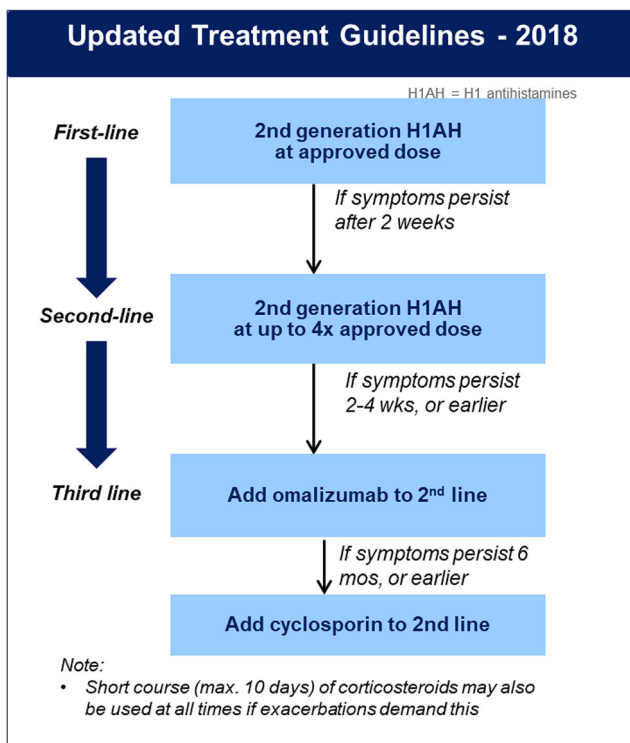 Updated Treatment Guidelines - 2018
H1AH = H1 antihistamines
First-line
2nd generation H1AH
at approved dose
If symptoms persist
after 2 weeks
Second-line
2nd generation H1AH
at up to 4x approved dose
If symptoms persist
2-4 wks, or earlier
Third line
Add omalizumab to 2nd line
If symptoms persist 6
mos, or earlier
Add cyclosporin to 2nd line
Note:
• Short course (max. 10 days) of corticosteroids may also
be used at all times if exacerbations demand this